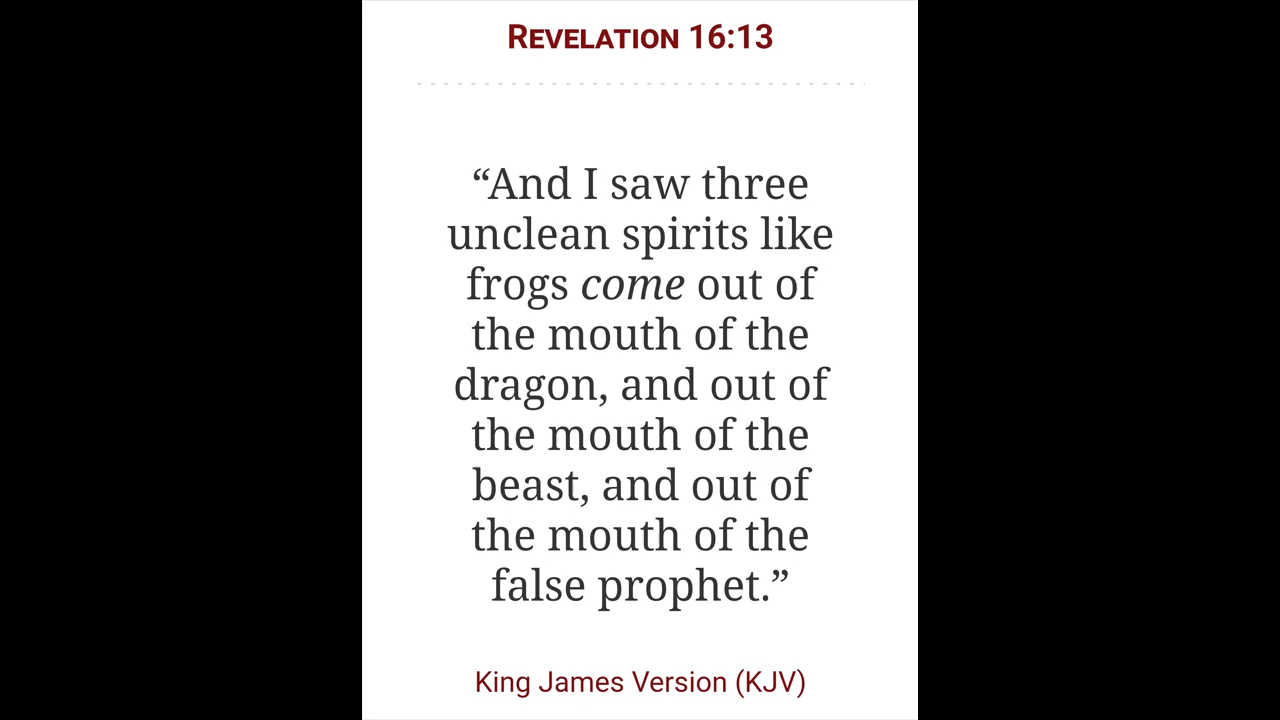 Revelation 16:13
“And I saw three
unclean spirits like
frogs come out of
the mouth of the
dragon, and out of
the mouth of the
beast, and out of
the mouth of the
false prophet.”
King James Version (KJV)